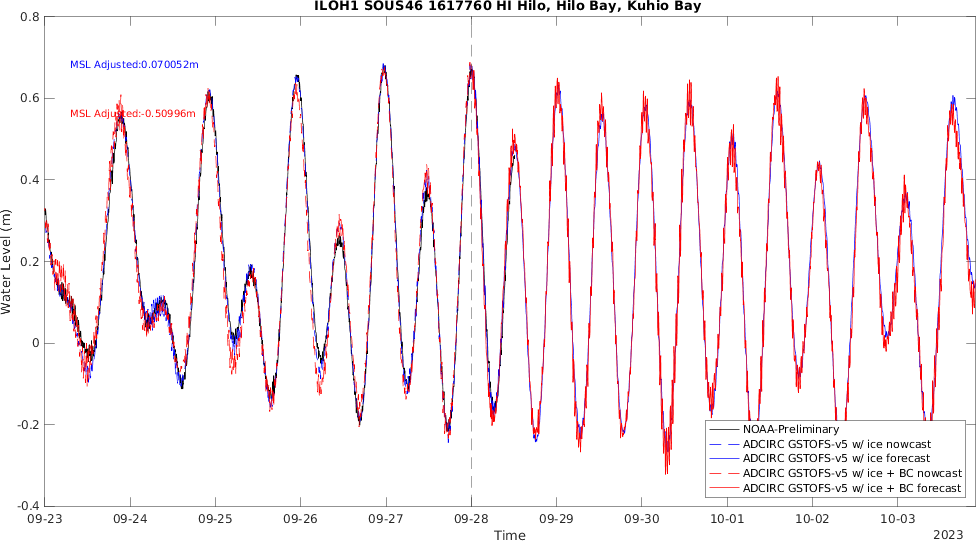 ILOH1 SOUS46 1617760 HI Hilo, Hilo Bay, Kuhio Bay
MSL Adjusted:0.070052m
MSL Adjusted:-0.50996m
0.8
0.6
0.4
0.2
0
-0.2
-0.4
Water Level (m)
NOAA-Preliminary
ADCIRC GSTOFS-v5 w/ ice nowcast
ADCIRC GSTOFS-v5 w/ ice forecast
ADCIRC GSTOFS-v5 w/ice + BC nowcast
ADCIRC GSTOFS-v5 w/ice + BC forecast
09-23 09-24 09-25 09-26 09-27 09-28 09-29 09-30 10-01 10-02 10-03
Time
2023